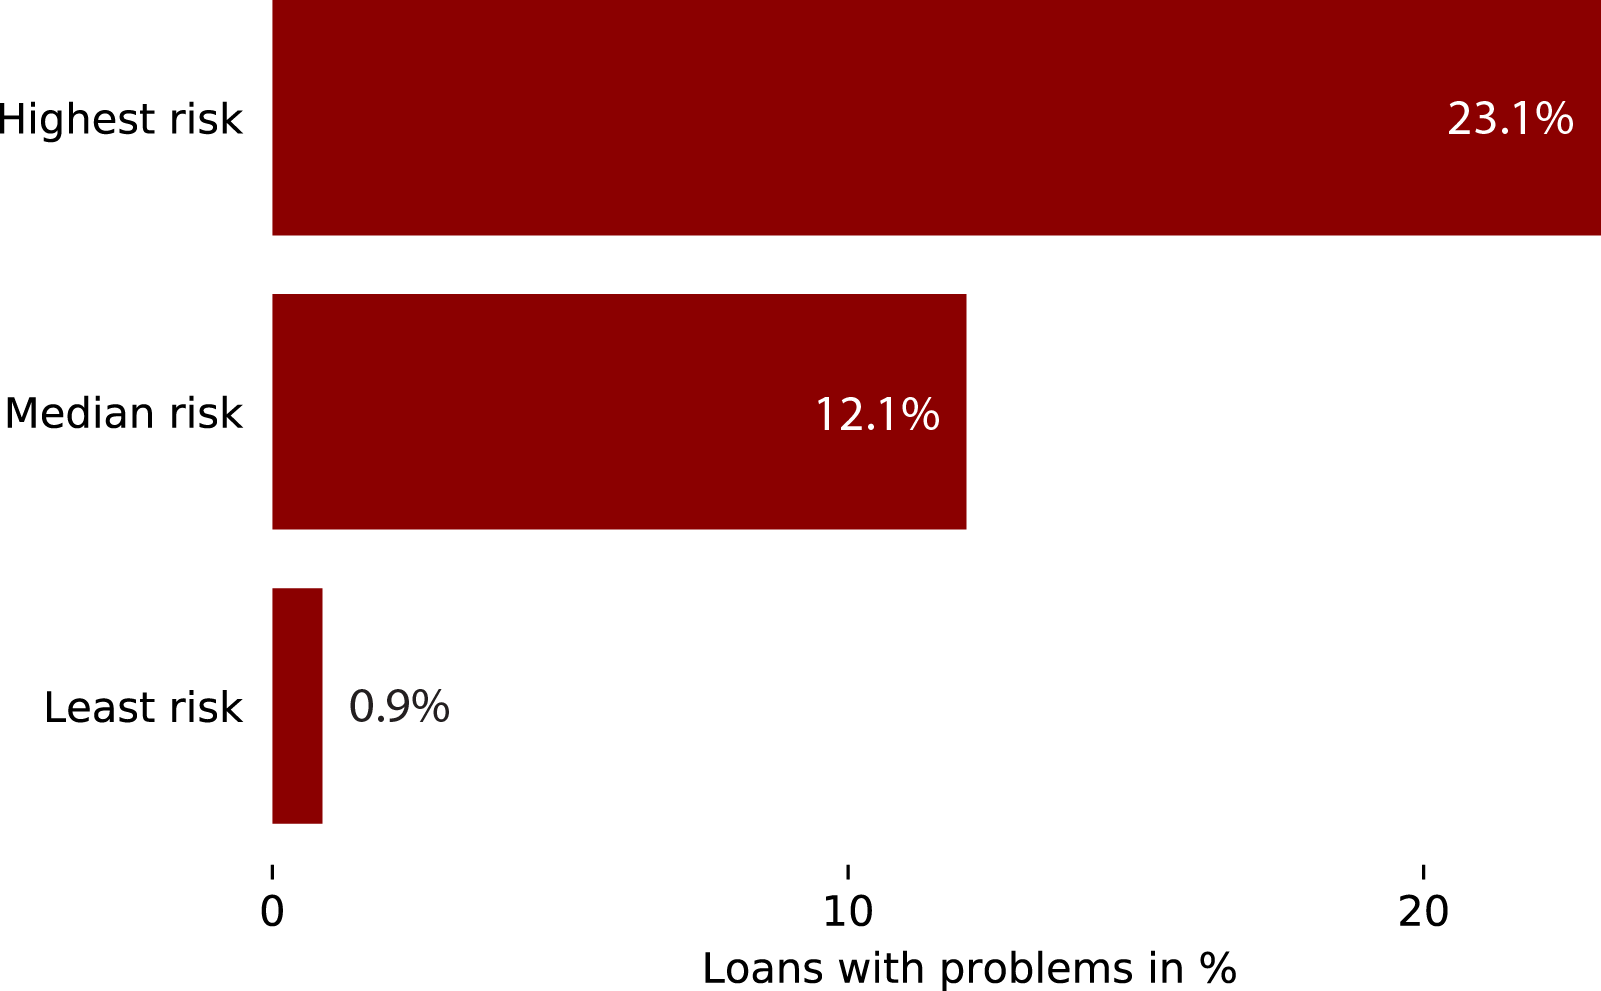 Highest risk
23.1%
Median risk
12.1%
Least risk
0.9%
0
10
20
Loans with problems in %